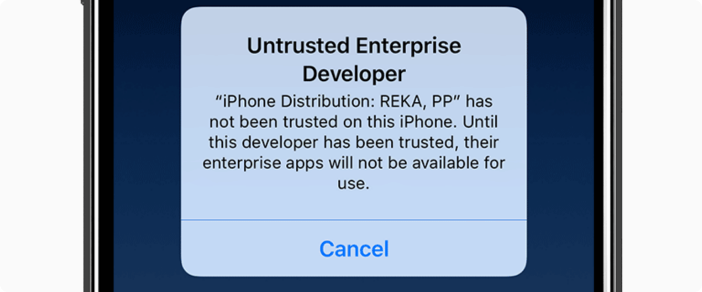 Untrusted Enterprise
Developer
“iPhone Distribution: REKA, PP” has
not been trusted on this iPhone. Until
this developer has been trusted, their
enterprise apps will not be available for
use.
Cancel